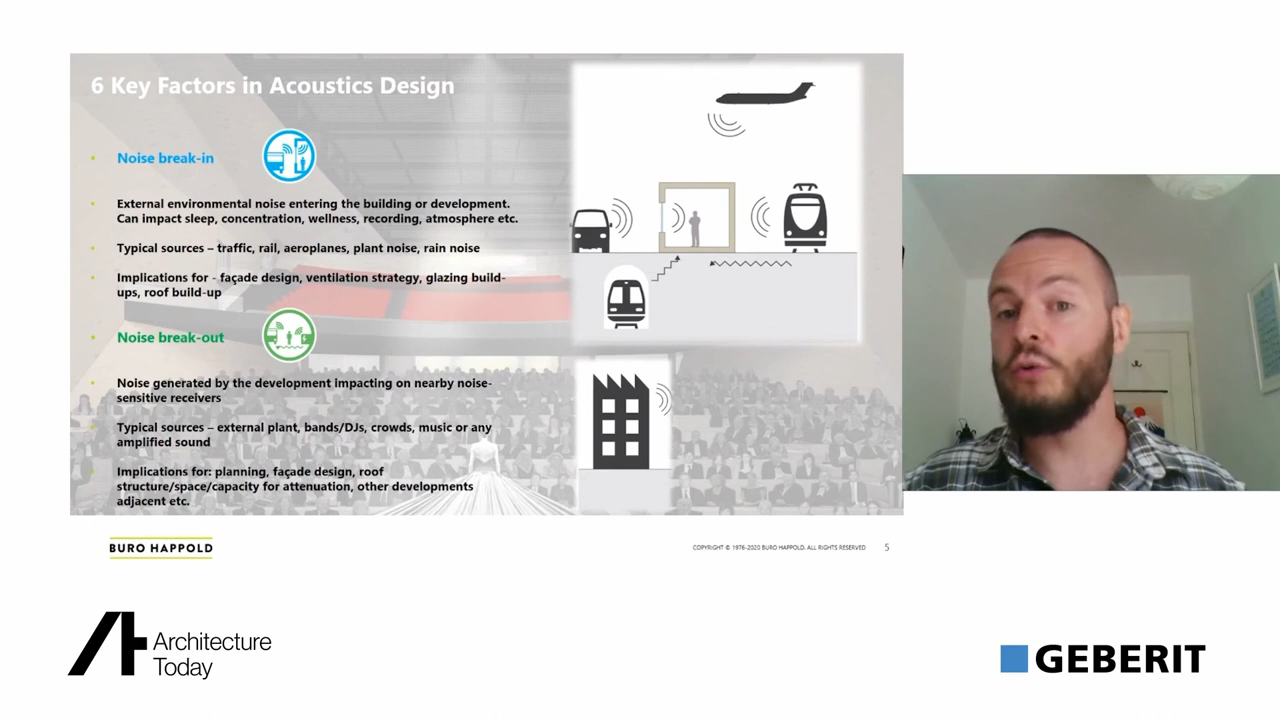 6 Key Factors in Acoustics Design
• Noise break-in
• External environmental noise entering the building or development.
Can impact sleep, concentration, wellness, recording, atmosphere etc.
• Typical sources – traffic, rail, aeroplanes, plant noise, rain noise
• Implications for - façade design, ventilation strategy, glazing build-
ups, roof build-up
• Noise break-out
• Noise generated by the development impacting on nearby noise-
sensitive receivers
• Typical sources – external plant, bands/DJs, crowds, music or any
amplified sound
• Implications for: planning, façade design, roof
structure/space/capacity for attenuation, other developments
adjacent etc.
BURO HAPPOLD
COPYRIGHT © 1976-2020 BURO HAPPOLD. ALL RIGHTS RESERVED
5
Architecture
Today
GEBERIT